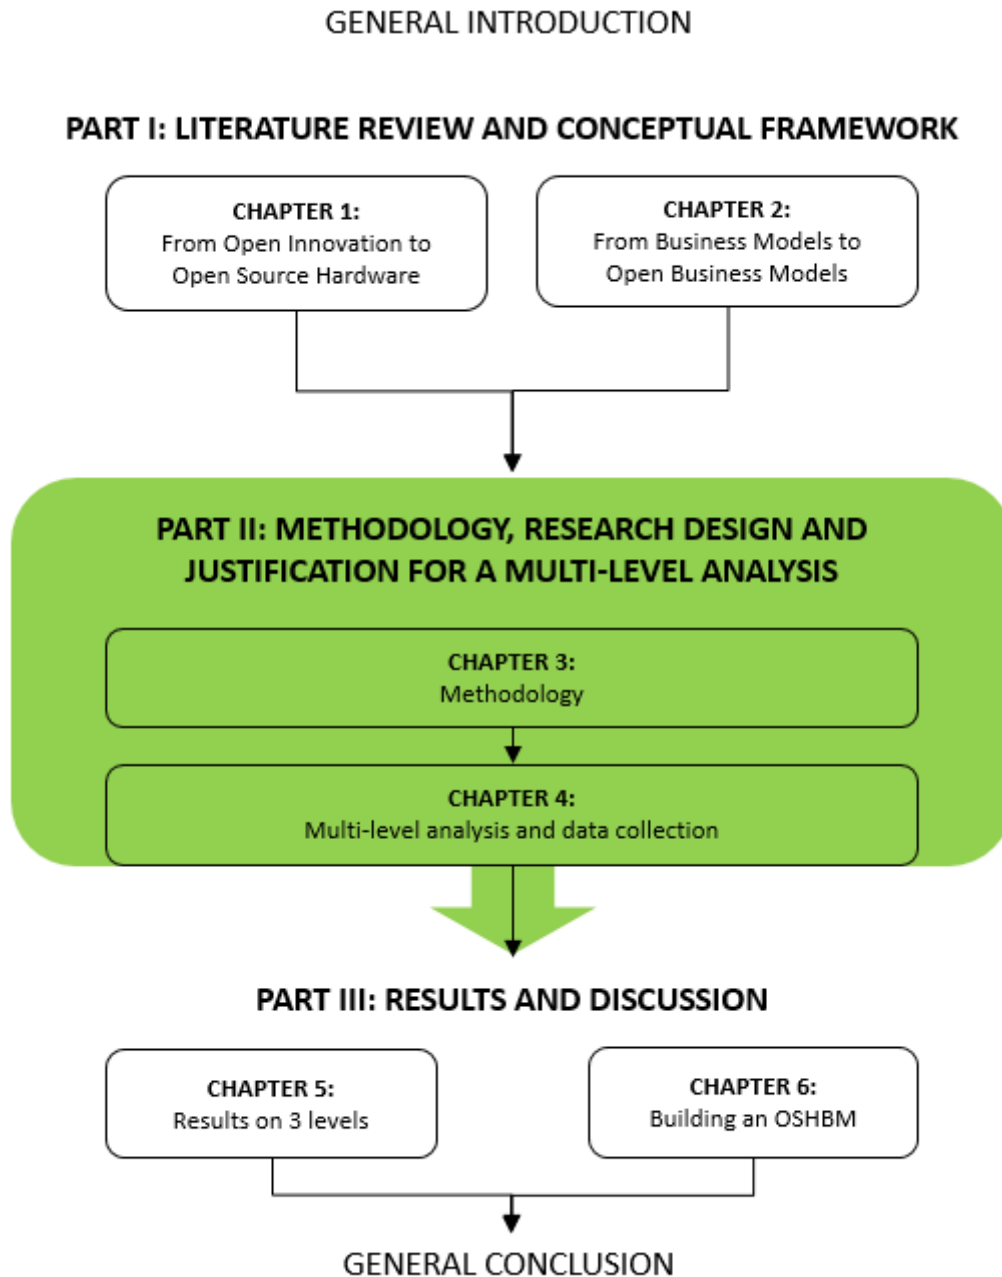 GENERAL INTRODUCTION
PART I: LITERATURE REVIEW AND CONCEPTUAL FRAMEWORK
CHAPTER 1:
From Open Innovation to
Open Source Hardware
CHAPTER 2:
From Business Models to
Open Business Models
PART II: METHODOLOGY, RESEARCH DESIGN AND
JUSTIFICATION FOR A MULTI-LEVEL ANALYSIS
CHAPTER 3:
Methodology
CHAPTER 4:
Multi-level analysis and data collection
PART III: RESULTS AND DISCUSSION
CHAPTER 5:
Results on 3 levels
CHAPTER 6:
Building an OSHBM
GENERAL CONCLUSION